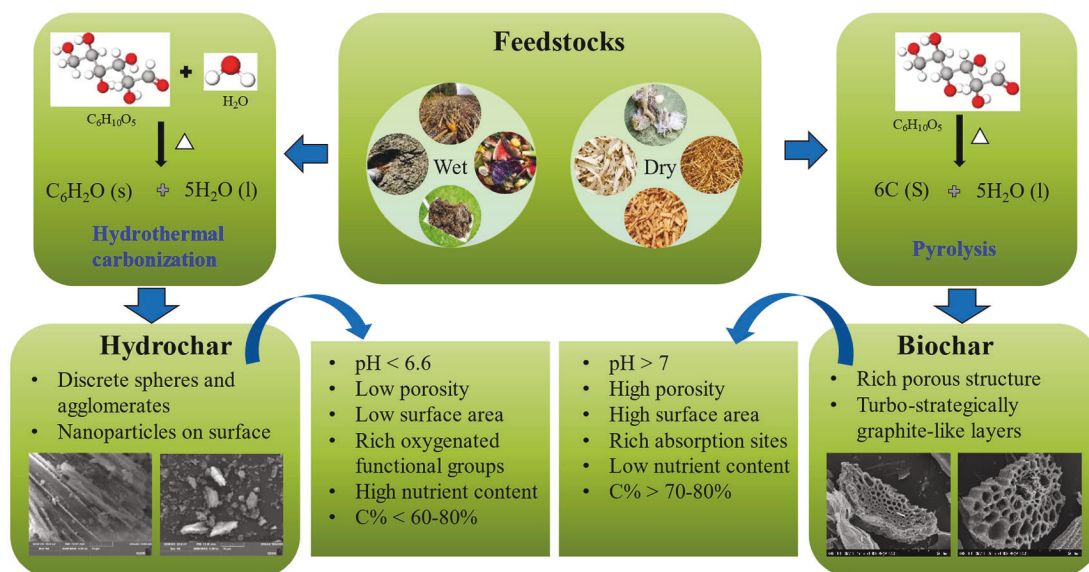 H₂O
C₆H₁₀O₅
C₆H₂O (s) + 5H₂O (l)
Hydrothermal
carbonization
Feedstocks
Wet
Dry
C₆H₁₀O₅
6C (S) + 5H₂O (l)
Pyrolysis
Hydrochar
• Discrete spheres and
agglomerates
• Nanoparticles on surface
• pH < 6.6
• Low porosity
• Low surface area
• Rich oxygenated
functional groups
• High nutrient content
• C% < 60-80%
• pH > 7
• High porosity
• High surface area
• Rich absorption sites
• Low nutrient content
• C% > 70-80%
Biochar
• Rich porous structure
• Turbo-strategically
graphite-like layers